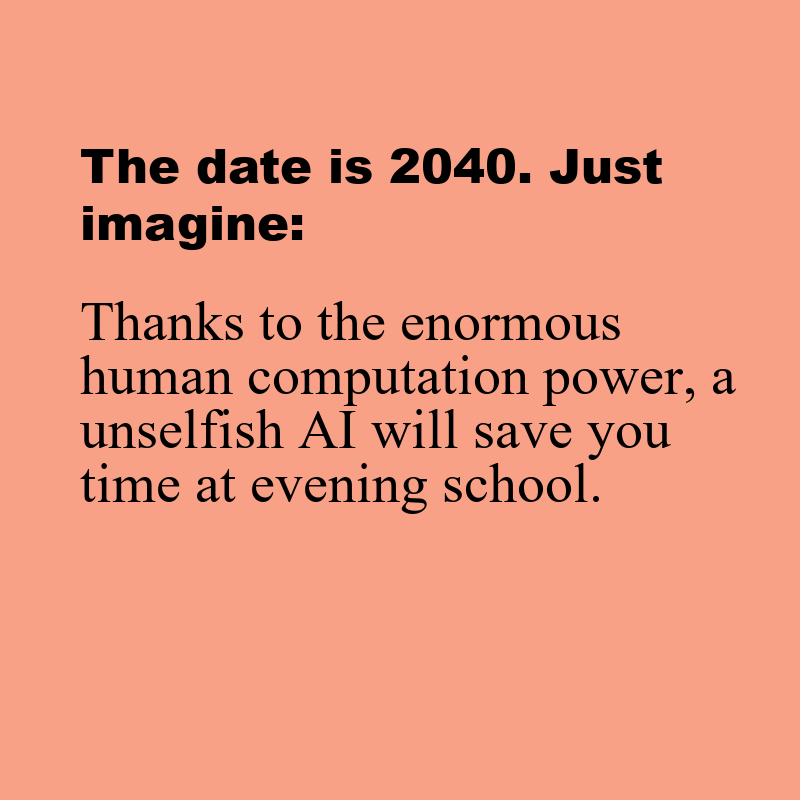 The date is 2040. Just
imagine:
Thanks to the enormous
human computation power, a
unselfish AI will save you
time at evening school.